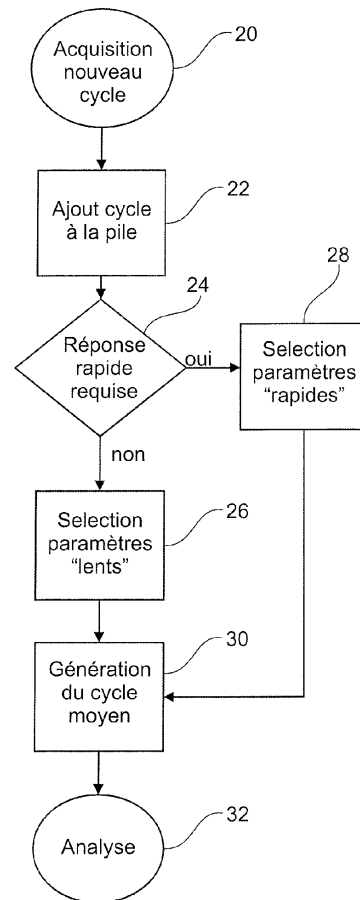 Acquisition
nouveau
cycle
20
Ajout cycle
à la pile
22
24
Réponse
rapide
requise
oui
28
Selection
paramètres
"rapides"
non
Selection
paramètres
"lents"
26
Génération
du cycle
moyen
30
Analyse
32